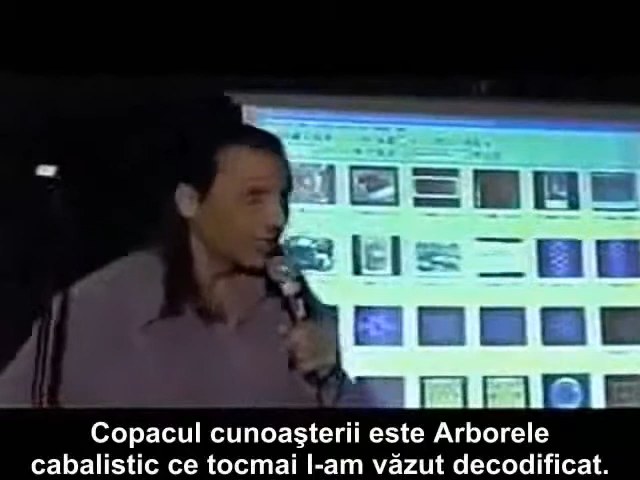 Copacul cunoaşterii este Arborele
cabalistic ce tocmai l-am văzut decodificat.